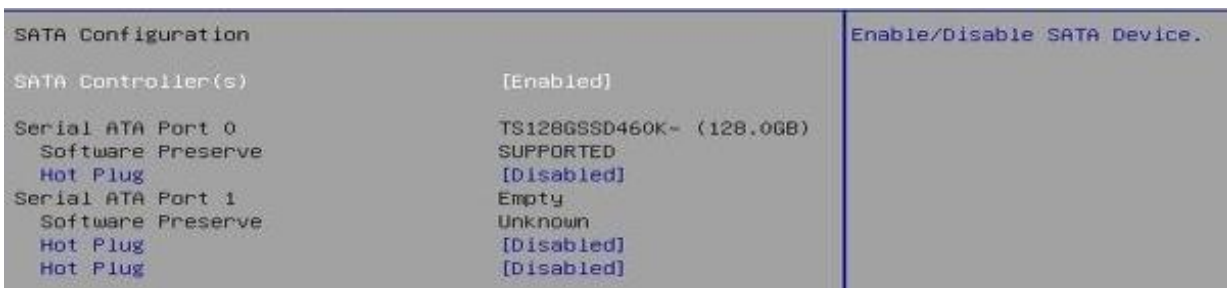 SATA Configuration
Enable/Disable SATA Device.
SATA Controller(s) [Enabled]
Serial ATA Port 0 TS128GSSD460K~ (128.0GB)
Software Preserve SUPPORTED
Hot Plug [Disabled]
Serial ATA Port 1 Empty
Software Preserve Unknown
Hot Plug [Disabled]
Hot Plug [Disabled]